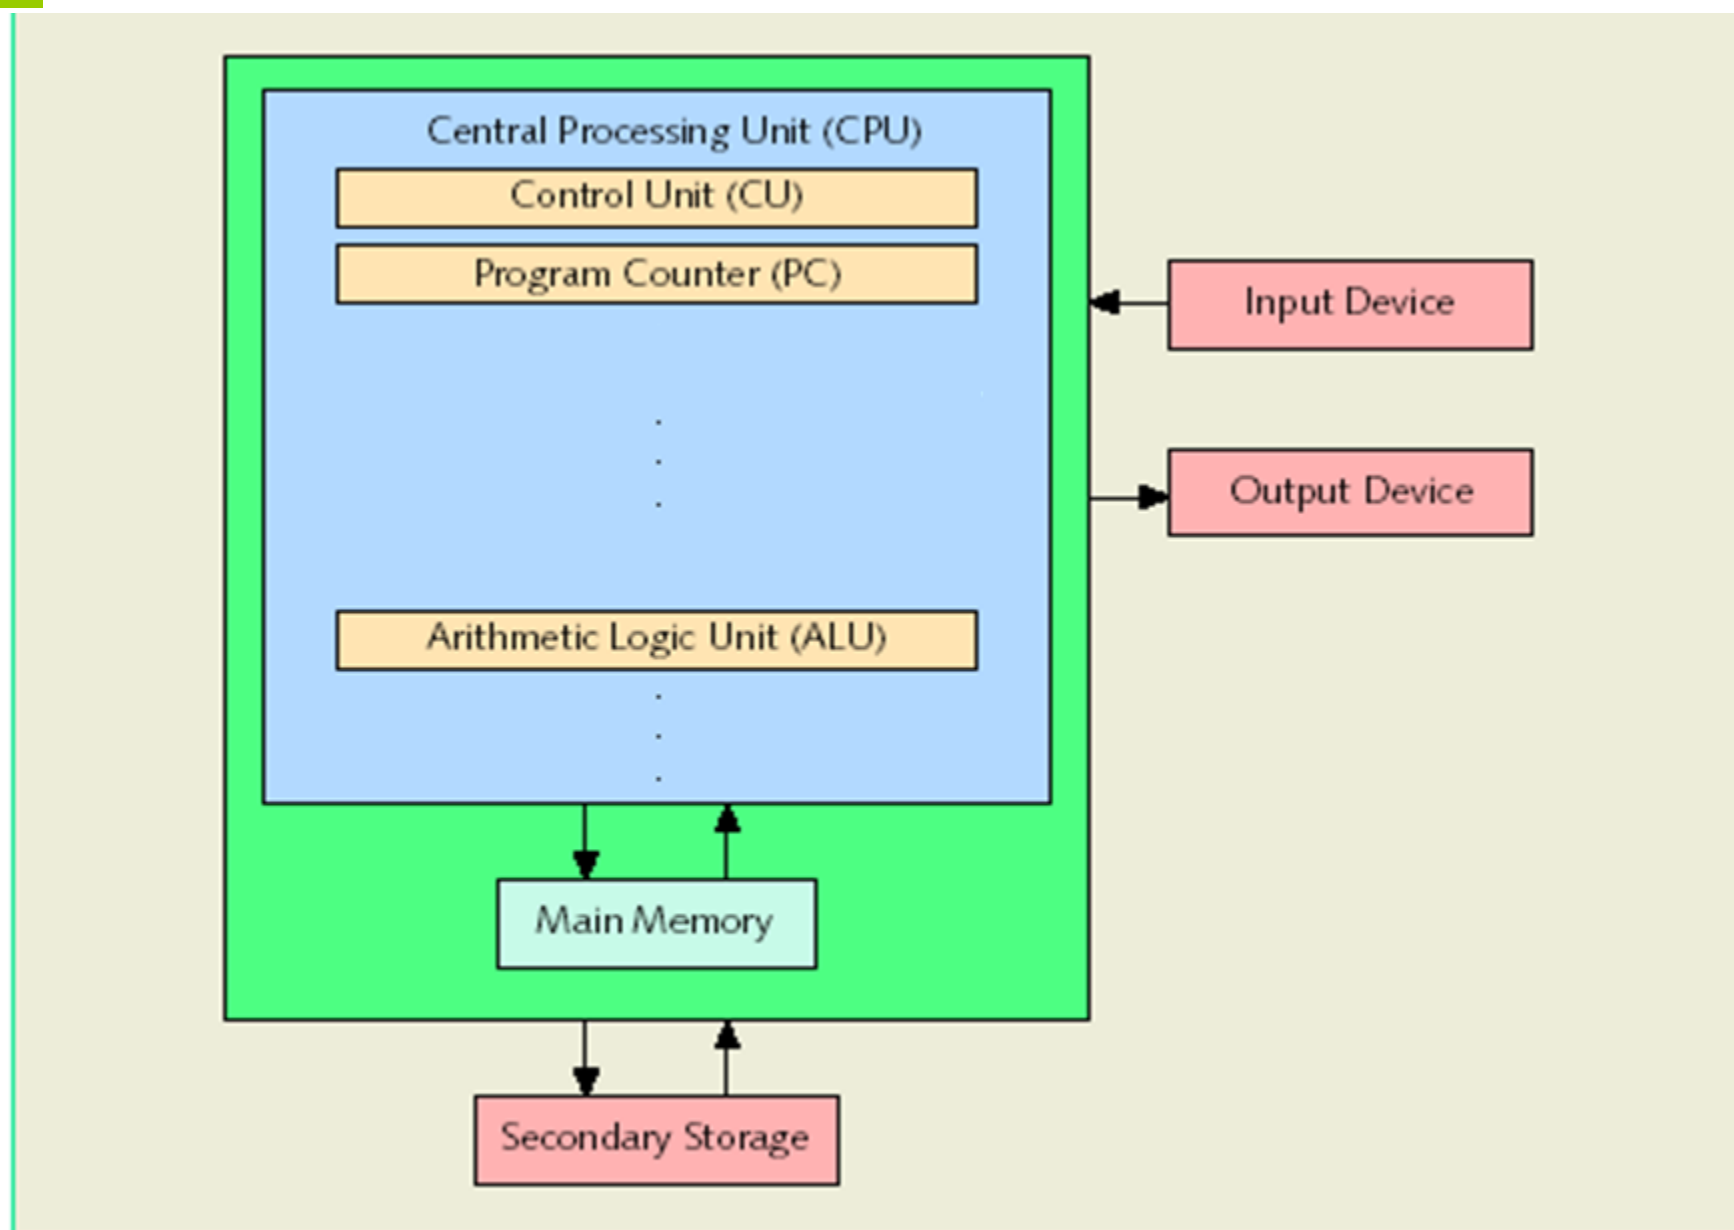 Central Processing Unit (CPU)
Control Unit (CU)
Program Counter (PC)
Input Device
.
.
.
Output Device
Arithmetic Logic Unit (ALU)
.
.
.
Main Memory
Secondary Storage